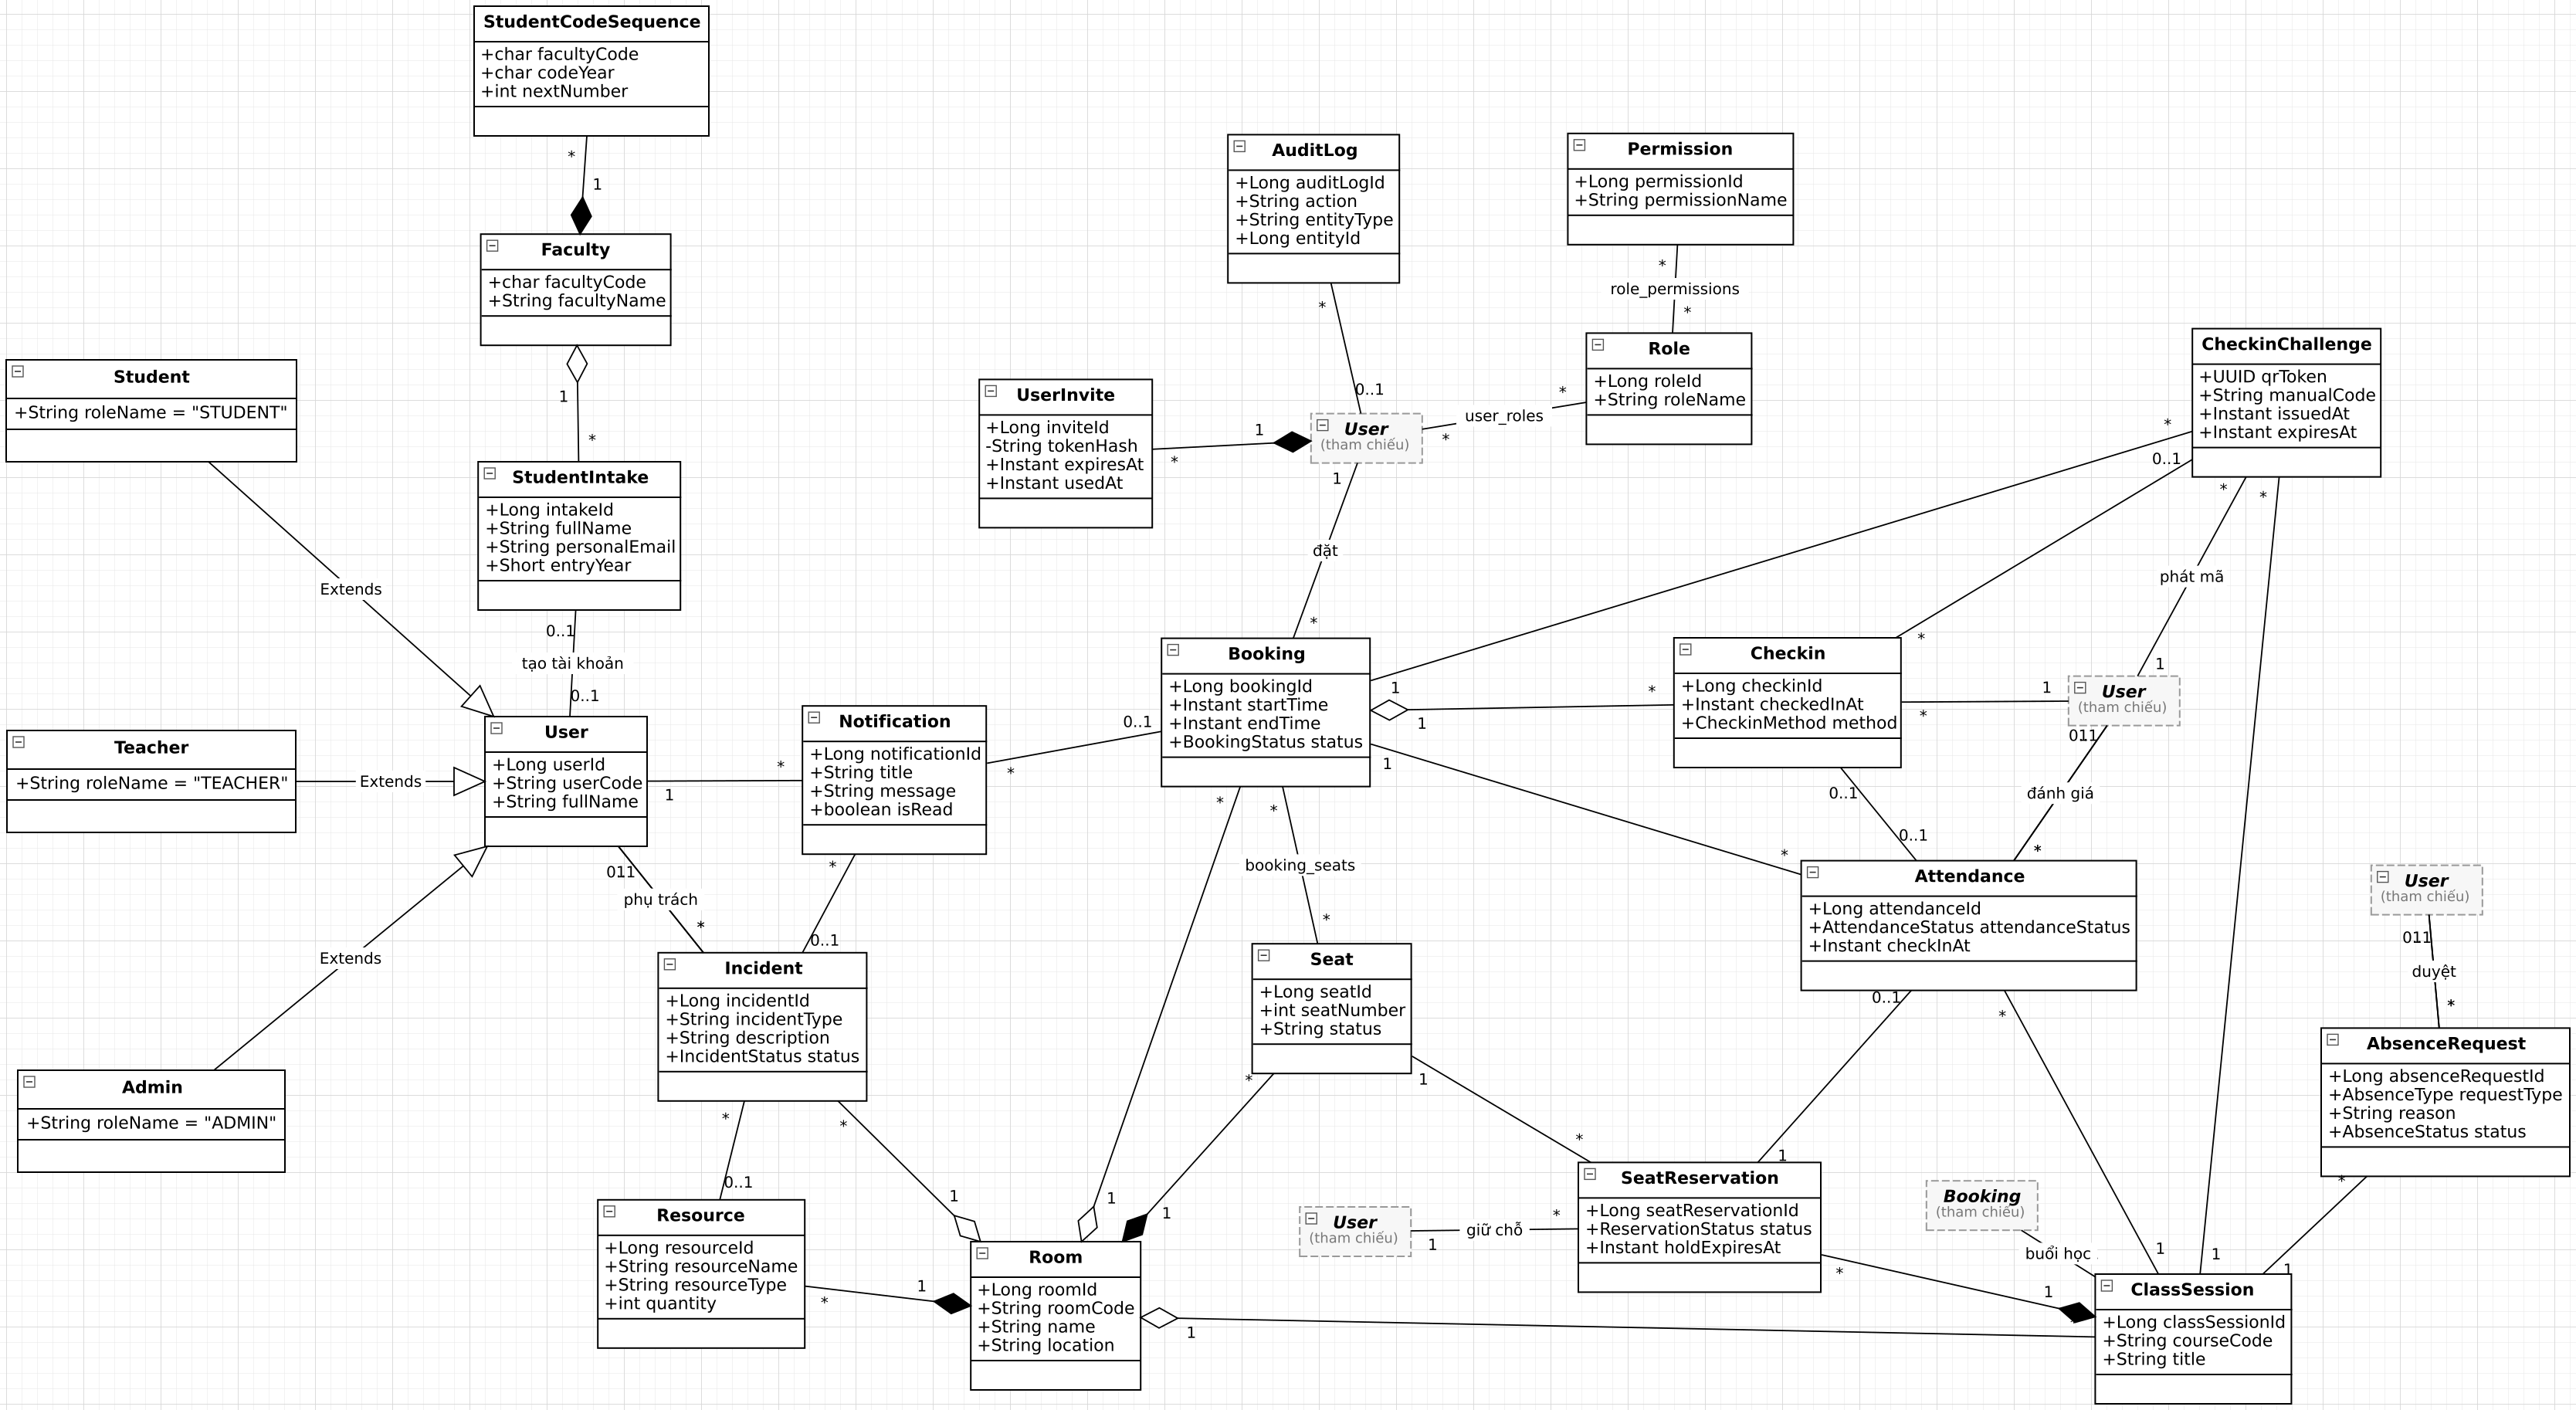 StudentCodeSequence
+char facultyCode
+char codeYear
+int nextNumber
*
1
Faculty
+char facultyCode
+String facultyName
1
*
StudentIntake
+Long intakeId
+String fullName
+String personalEmail
+Short entryYear
0..1
tạo tài khoản
0..1
Student
+String roleName = "STUDENT"
Extends
Teacher
+String roleName = "TEACHER"
Extends
Admin
+String roleName = "ADMIN"
Extends
User
+Long userId
+String userCode
+String fullName
1
*
011
phụ trách
*
Notification
+Long notificationId
+String title
+String message
+boolean isRead
*
0..1
*
0..1
Incident
+Long incidentId
+String incidentType
+String description
+IncidentStatus status
*
0..1
*
1
Resource
+Long resourceId
+String resourceName
+String resourceType
+int quantity
*
1
Room
+Long roomId
+String roomCode
+String name
+String location
1
AuditLog
+Long auditLogId
+String action
+String entityType
+Long entityId
*
0..1
Permission
+Long permissionId
+String permissionName
*
role_permissions
*
Role
+Long roleId
+String roleName
*
user_roles
*
UserInvite
+Long inviteId
-String tokenHash
+Instant expiresAt
+Instant usedAt
1
*
User
(tham chiếu)
1
đặt
*
Booking
+Long bookingId
+Instant startTime
+Instant endTime
+BookingStatus status
1
1
1
*
1
*
booking_seats
*
Seat
+Long seatId
+int seatNumber
+String status
*
1
1
*
CheckinChallenge
+UUID qrToken
+String manualCode
+Instant issuedAt
+Instant expiresAt
*
0..1
*
*
phát mã
1
Checkin
+Long checkinId
+Instant checkedInAt
+CheckinMethod method
*
*
1
*
0..1
0..1
User
(tham chiếu)
011
đánh giá
*
Attendance
+Long attendanceId
+AttendanceStatus attendanceStatus
+Instant checkInAt
*
0..1
*
User
(tham chiếu)
011
duyệt
*
AbsenceRequest
+Long absenceRequestId
+AbsenceType requestType
+String reason
+AbsenceStatus status
*
1
SeatReservation
+Long seatReservationId
+ReservationStatus status
+Instant holdExpiresAt
1
*
1
User
(tham chiếu)
1
giữ chỗ
*
Booking
(tham chiếu)
buổi học
1
1
ClassSession
+Long classSessionId
+String courseCode
+String title